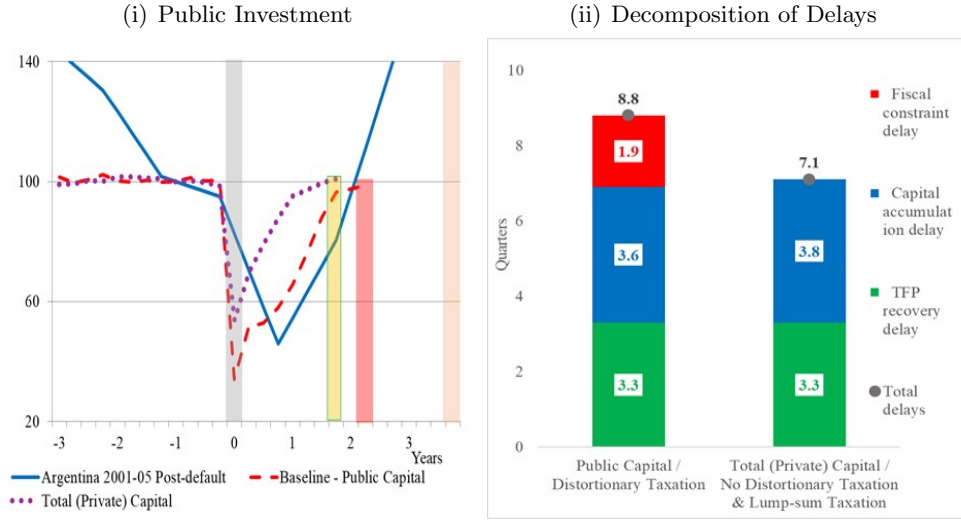 (i) Public Investment
140
100
60
20
-3
-2
-1
0
1
2
3
Years
Argentina 2001-05 Post-default
Baseline - Public Capital
Total (Private) Capital
(ii) Decomposition of Delays
10
8
6
4
2
0
Quarters
8.8
1.9
3.6
3.3
7.1
3.8
3.3
Public Capital /
Distortionary Taxation
Total (Private) Capital /
No Distortionary Taxation
& Lump-sum Taxation
Fiscal
constraint
delay
Capital
accumulat
ion delay
TFP
recovery
delay
Total
delays